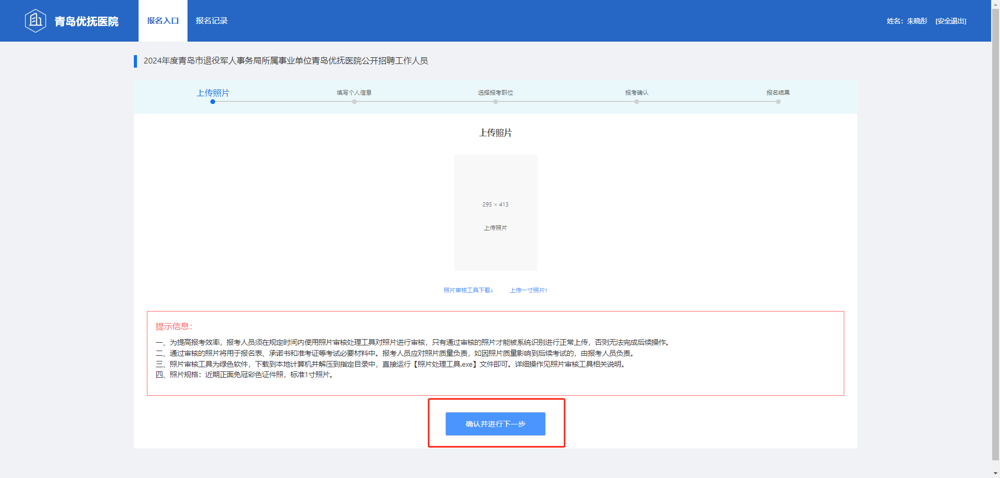 青岛优抚医院
报名入口
报名记录
姓名：朱晓彤
[安全退出]
2024年度青岛市退役军人事务局所属事业单位青岛优抚医院公开招聘工作人员
上传照片
填写个人信息
选择报考职位
报考确认
报名结果
上传照片
295 × 413
上传照片
照片审核工具下载↓
上传一寸照片↑
提示信息：
一、为提高报考效率，报考人员须在规定时间内使用照片审核处理工具对照片进行审核，只有通过审核的照片才能被系统识别进行正常上传，否则无法完成后续操作。
二、通过审核的照片将用于报名表、承诺书和准考证等考试必要材料中。报考人员应对照片质量负责，如因照片质量影响到后续考试的，由报考人员负责。
三、照片审核工具为绿色软件，下载到本地计算机并解压到指定目录中，直接运行【照片处理工具.exe】文件即可。详细操作见照片审核工具相关说明。
四、照片规格：近期正面免冠彩色证件照，标准1寸照片。
确认并进行下一步